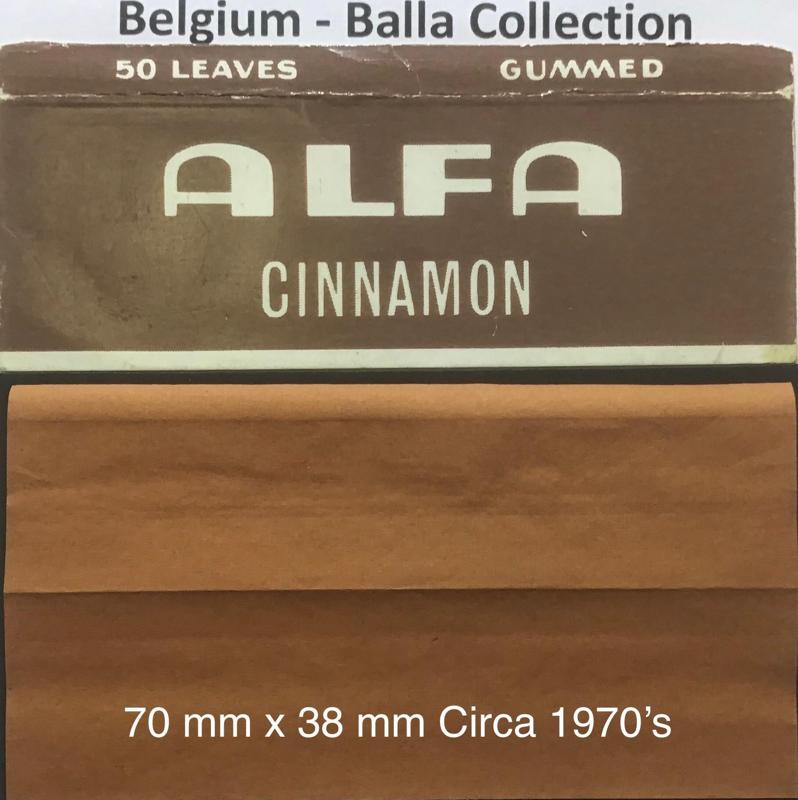 Belgium - Balla Collection
50 LEAVES GUMMED
ALFA
CINNAMON
70 mm x 38 mm Circa 1970’s